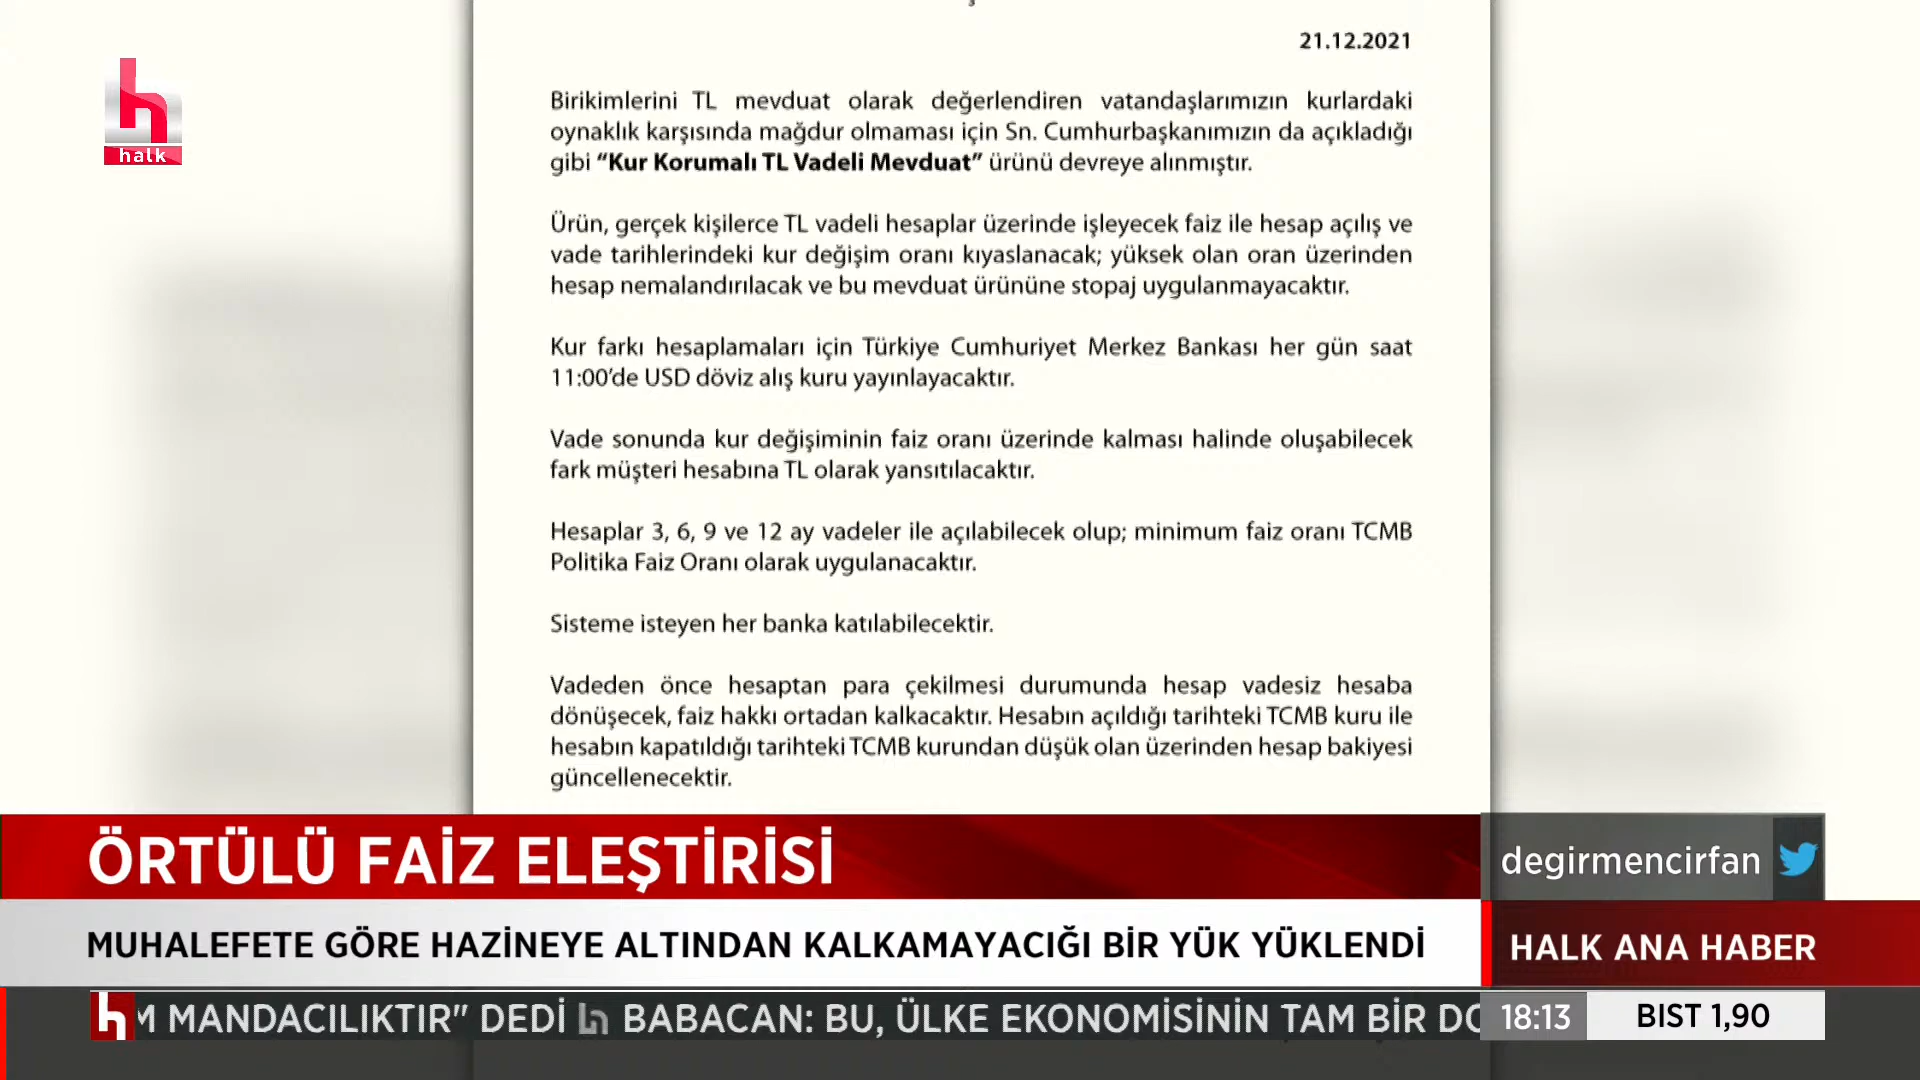 21.12.2021
halk
Birikimlerini TL mevduat olarak değerlendiren vatandaşlarımızın kurlardaki
oynaklık karşısında mağdur olmaması için Sn. Cumhurbaşkanımızın da açıkladığı
gibi “Kur Korumalı TL Vadeli Mevduat” ürünü devreye alınmıştır.
Ürün, gerçek kişilerce TL vadeli hesaplar üzerinde işleyecek faiz ile hesap açılış ve
vade tarihlerindeki kur değişim oranı kıyaslanacak; yüksek olan oran üzerinden
hesap nemalandırılacak ve bu mevduat ürününe stopaj uygulanmayacaktır.
Kur farkı hesaplamaları için Türkiye Cumhuriyet Merkez Bankası her gün saat
11:00’de USD döviz alış kuru yayınlayacaktır.
Vade sonunda kur değişiminin faiz oranı üzerinde kalması halinde oluşabilecek
fark müşteri hesabına TL olarak yansıtılacaktır.
Hesaplar 3, 6, 9 ve 12 ay vadeler ile açılabilecek olup; minimum faiz oranı TCMB
Politika Faiz Oranı olarak uygulanacaktır.
Sisteme isteyen her banka katılabilecektir.
Vadeden önce hesaptan para çekilmesi durumunda hesap vadesiz hesaba
dönüşecek, faiz hakkı ortadan kalkacaktır. Hesabın açıldığı tarihteki TCMB kuru ile
hesabın kapatıldığı tarihteki TCMB kurundan düşük olan üzerinden hesap bakiyesi
güncellenecektir.
ÖRTÜLÜ FAİZ ELEŞTİRİSİ
degirmencirfan
MUHALEFETE GÖRE HAZİNEYE ALTINDAN KALKAMAYACIĞI BİR YÜK YÜKLENDİ
HALK ANA HABER
M MANDACILIKTIR" DEDİ BABACAN: BU, ÜLKE EKONOMİSİNİN TAM BİR DO
18:13
BIST 1,90